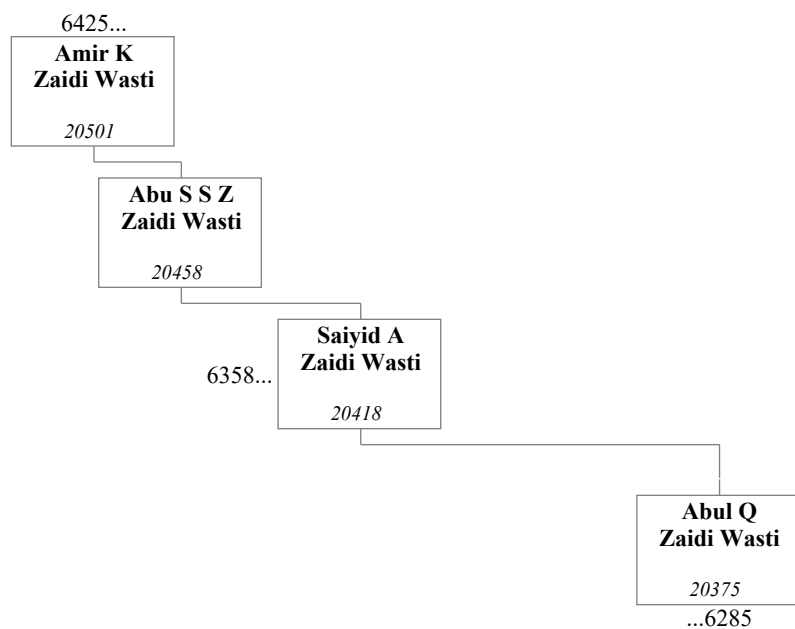 6425...
Amir K
Zaidi Wasti
20501
Abu S S Z
Zaidi Wasti
20458
Saiyid A
Zaidi Wasti
6358...
20418
Abul Q
Zaidi Wasti
20375
...6285